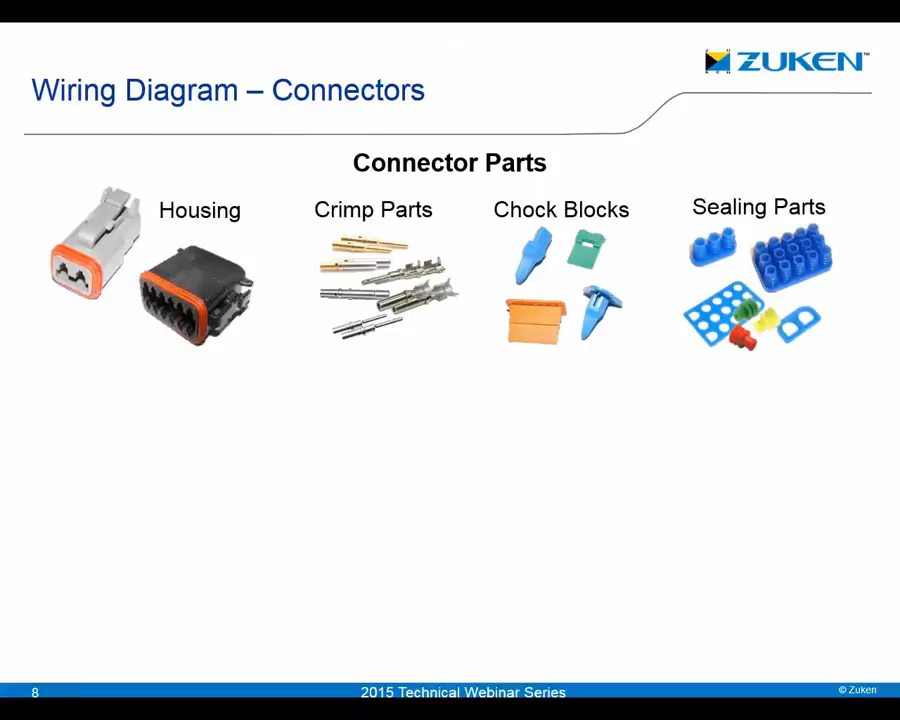 ZUKEN™
Wiring Diagram – Connectors
Connector Parts
Housing
Crimp Parts
Chock Blocks
Sealing Parts
8
2015 Technical Webinar Series
© Zuken